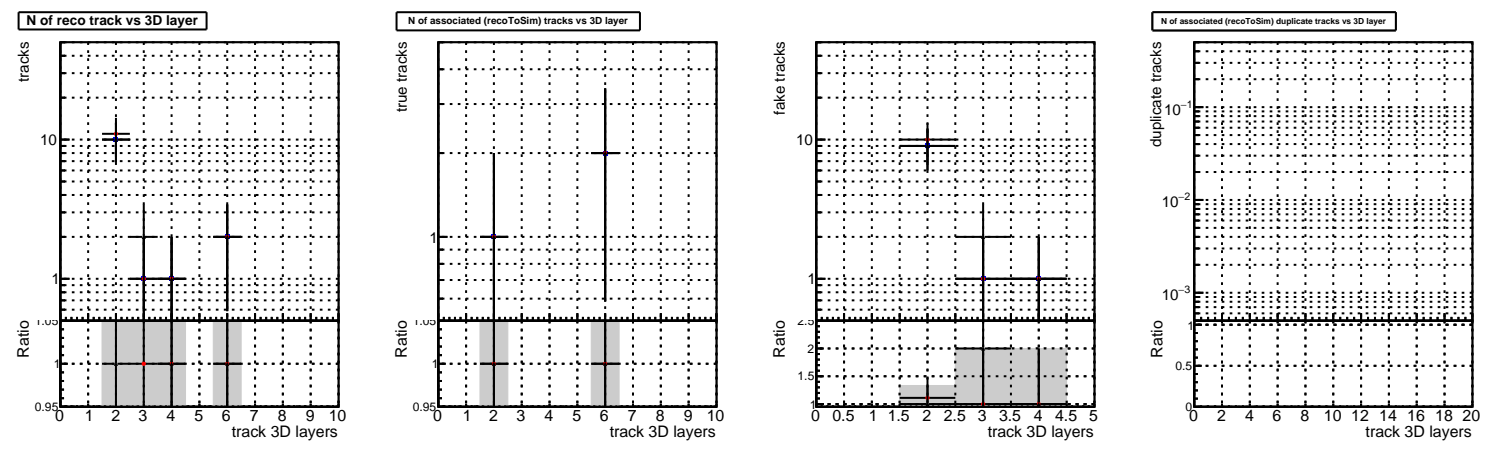 N of reco track vs 3D layer
tracks
10
1
1.05
Ratio
1
0.95
0 1 2 3 4 5 6 7 8 9 10
track 3D layers
N of associated (recoToSim) tracks vs 3D layer
true tracks
1
1.05
Ratio
1
0.95
0 1 2 3 4 5 6 7 8 9 10
track 3D layers
fake tracks
10
1
2.5
Ratio
2
1.5
1
0 0.5 1 1.5 2 2.5 3 3.5 4 4.5 5
track 3D layers
N of associated (recoToSim) duplicate tracks vs 3D layer
duplicate tracks
10⁻¹
10⁻²
10⁻³
Ratio
1
0.5
0
0 2 4 6 8 10 12 14 16 18 20
track 3D layers